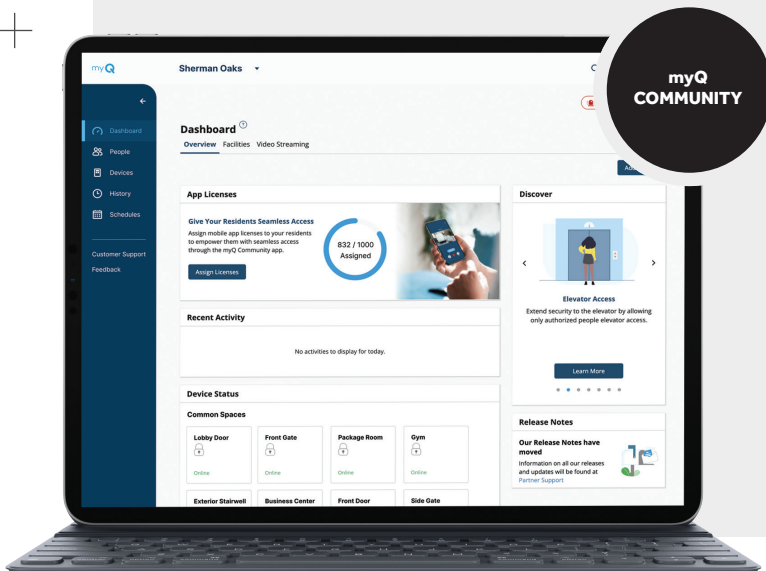 myQ
Sherman Oaks
myQ
COMMUNITY
Dashboard
Overview Facilities Video Streaming
Dashboard
People
Devices
History
Schedules
Customer Support
Feedback
App Licenses
Give Your Residents Seamless Access
Assign mobile app licenses to your residents
to empower them with seamless access
through the myQ Community app.
Assign Licenses
832 / 1000
Assigned
Recent Activity
No activities to display for today.
Device Status
Common Spaces
Lobby Door
Online
Front Gate
Online
Package Room
Online
Gym
Online
Exterior Stairwell
Business Center
Front Door
Side Gate
Discover
Elevator Access
Extend security to the elevator by allowing
only authorized people elevator access.
Learn More
Release Notes
Our Release Notes have
moved
Information on all our releases
and updates will be found at
Partner Support